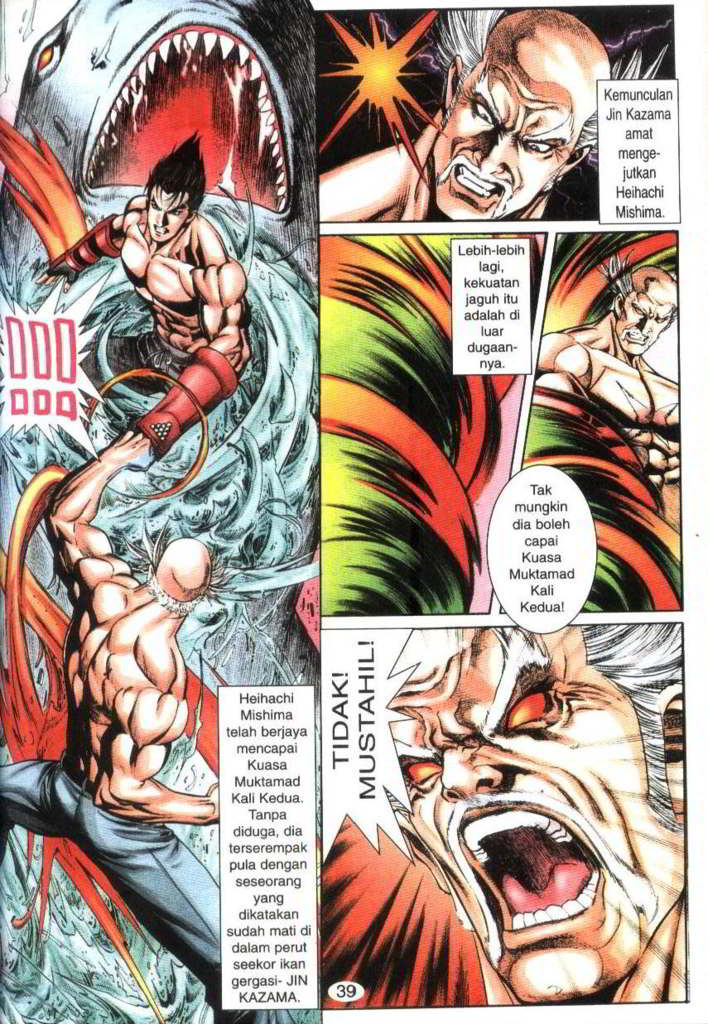 !!!
!!!
Heihachi
Mishima
telah berjaya
mencapai
Kuasa
Muktamad
Kali Kedua.
Tanpa
diduga, dia
terserempak
pula dengan
seseorang
yang
dikatakan
sudah mati di
dalam perut
seekor ikan
gergasi- JIN
KAZAMA.
Kemunculan
Jin Kazama
amat
menge-
jutkan
Heihachi
Mishima.
Lebih-lebih
lagi,
kekuatan
jaguh itu
adalah di
luar
dugaan-
nya.
Tak
mungkin
dia boleh
capai
Kuasa
Muktamad
Kali
Kedua!
TIDAK!
MUSTAHIL!
39